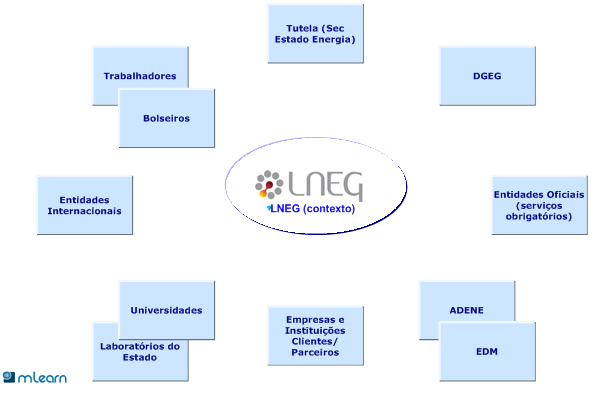 Tutela (Sec
Estado Energia)
Trabalhadores
DGEG
Bolseiros
LNEG
LNEG (contexto)
Entidades
Internacionais
Entidades Oficiais
(serviços
obrigatórios)
Universidades
ADENE
Empresas e
Instituições
Clientes/
Parceiros
Laboratórios do
Estado
EDM
mLearn